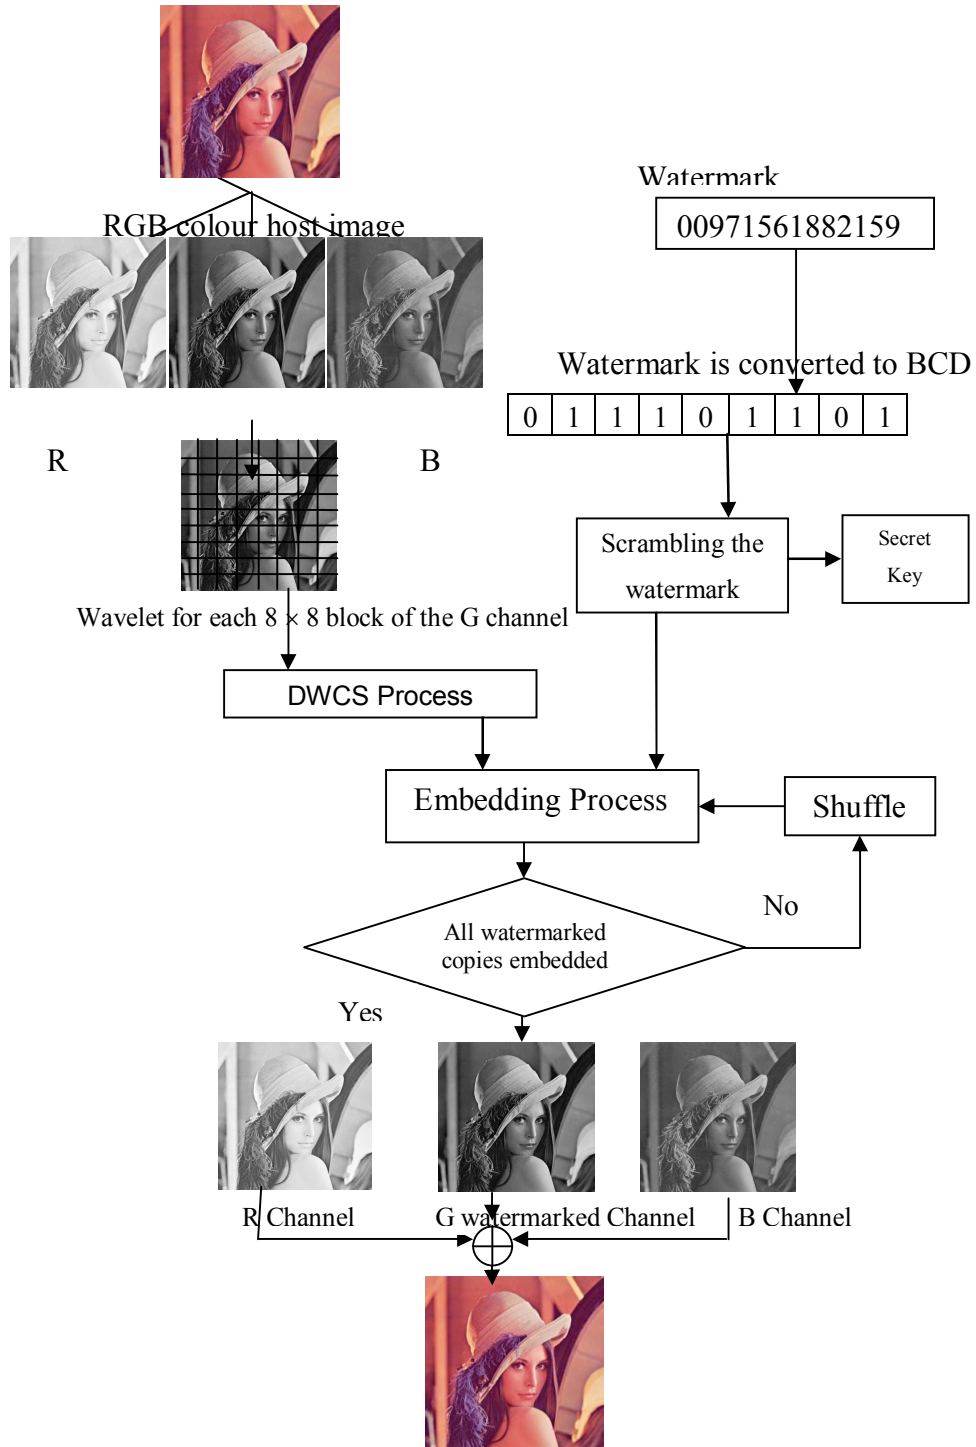 Watermark
RGB colour host image
00971561882159
Watermark is converted to BCD
0 1 1 1 0 1 1 0 1
R
B
Scrambling the
watermark
Secret
Key
Wavelet for each 8 × 8 block of the G channel
DWCS Process
Embedding Process
Shuffle
No
All watermarked
copies embedded
Yes
R Channel
G watermarked Channel
B Channel